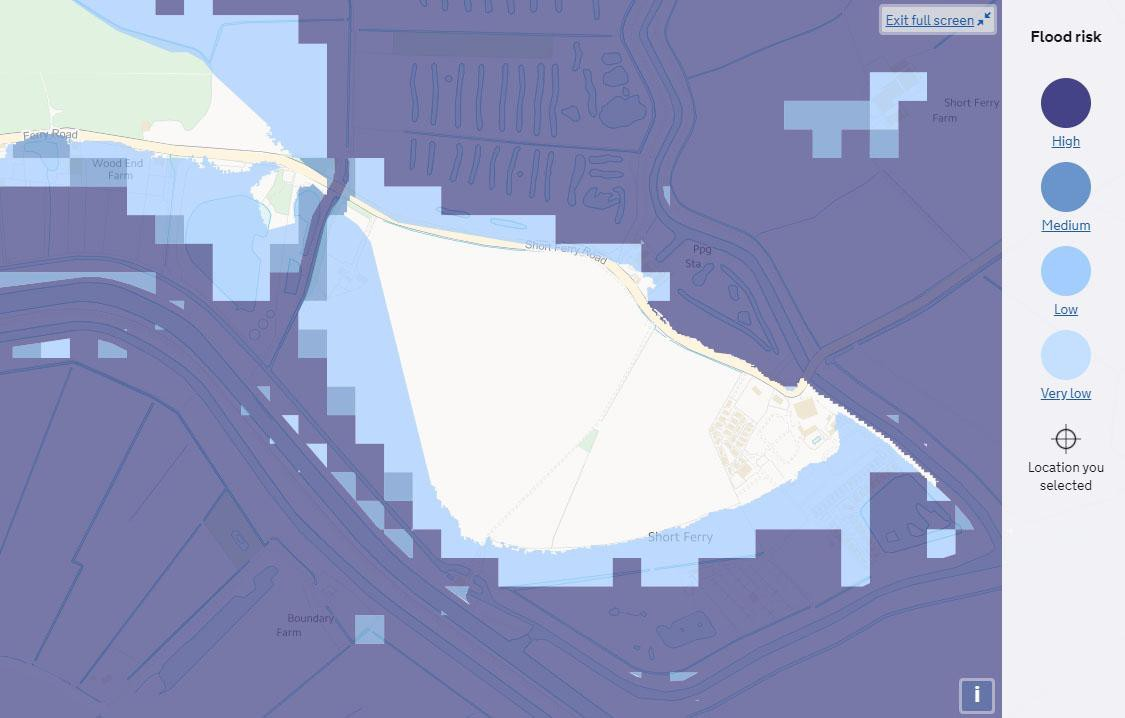 Exit full screen
Flood risk
High
Medium
Low
Very low
Location you
selected
Short Ferry
Farm
Ferry Road
Wood End
Farm
Short Ferry Road
Ppg
Sta
Short Ferry
Boundary
Farm
i